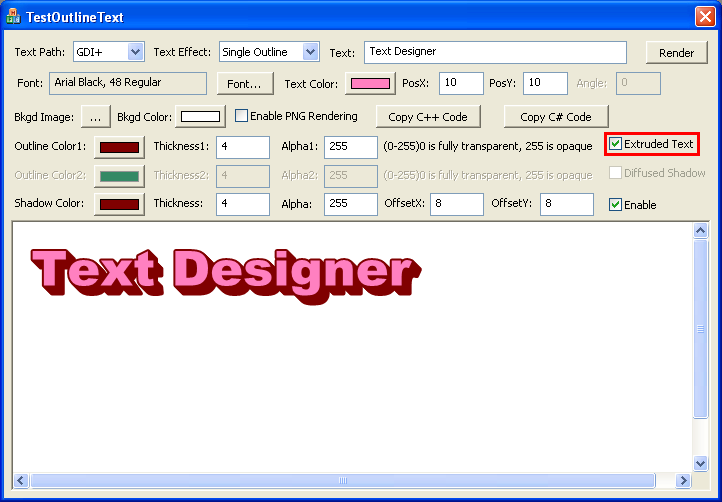 TestOutlineText
Text Path: GDI+ Text Effect: Single Outline Text: Text Designer Render
Font: Arial Black, 48 Regular Font... Text Color: PosX: 10 PosY: 10 Angle: 0
Bkgd Image: ... Bkgd Color: Enable PNG Rendering Copy C++ Code Copy C# Code
Outline Color1: Thickness1: 4 Alpha1: 255 (0-255)0 is fully transparent, 255 is opaque Extruded Text
Outline Color2: Thickness2: 4 Alpha2: 255 (0-255)0 is fully transparent, 255 is opaque Diffused Shadow
Shadow Color: Thickness: 4 Alpha: 255 OffsetX: 8 OffsetY: 8 Enable
Text Designer